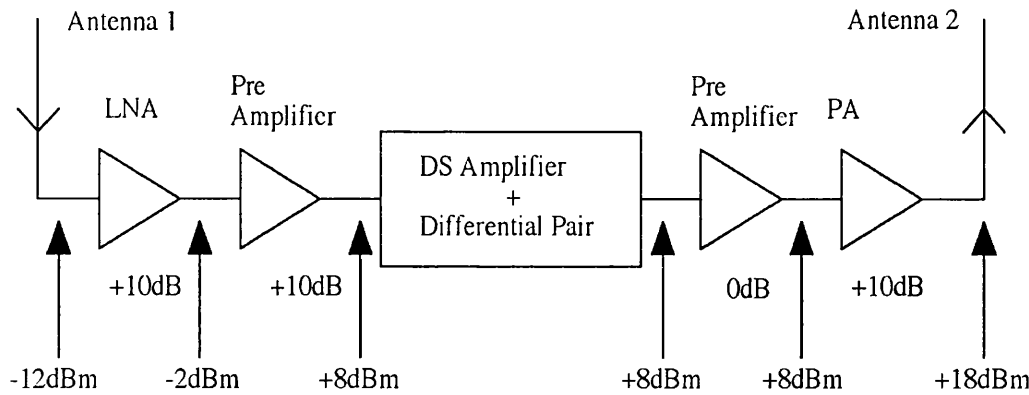 Antenna 1
Antenna 2
LNA
Pre
Amplifier
Pre
Amplifier
PA
DS Amplifier
+
Differential Pair
+10dB
+10dB
0dB
+10dB
-12dBm
-2dBm
+8dBm
+8dBm
+8dBm
+18dBm